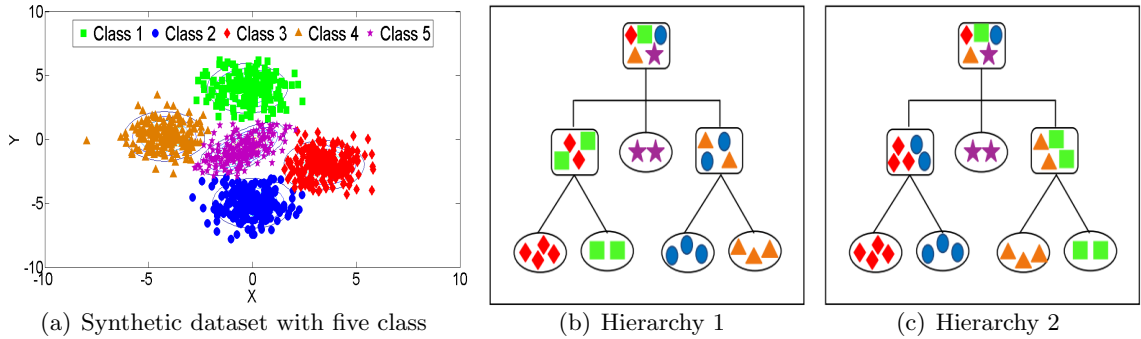 10
5
0
-5
-10
Y
Class 1 Class 2 Class 3 Class 4 Class 5
-10 -5 0 5 10
X
(a) Synthetic dataset with five class
(b) Hierarchy 1
(c) Hierarchy 2